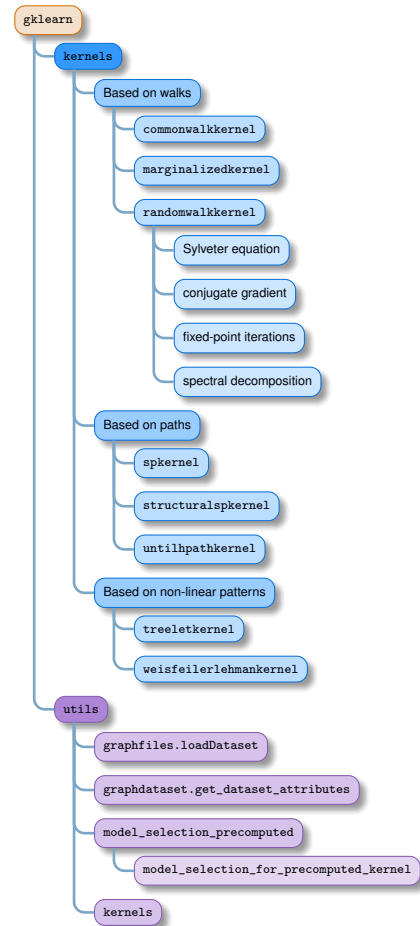 gklearn
kernels
Based on walks
commonwalkkernel
marginalizedkernel
randomwalkkernel
Sylveter equation
conjugate gradient
fixed-point iterations
spectral decomposition
Based on paths
spkernel
structuralspkernel
untilhpathkernel
Based on non-linear patterns
treeletkernel
weisfeilerlehmankernel
utils
graphfiles.loadDataset
graphdataset.get_dataset_attributes
model_selection_precomputed
model_selection_for_precomputed_kernel
kernels